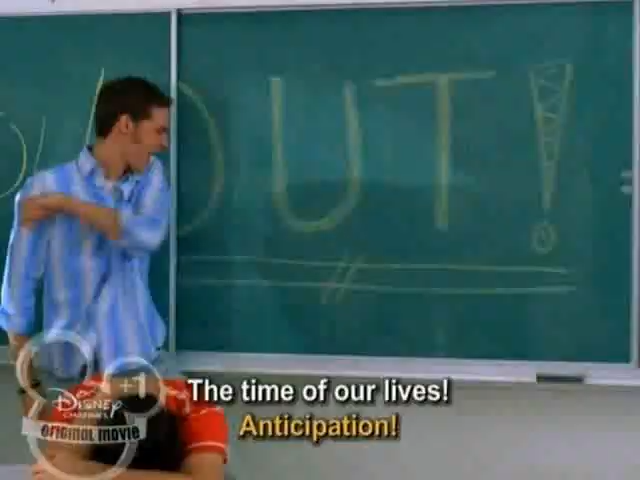 OUT!
The time of our lives!
Anticipation!
+1
Disney
CHANNEL
ORIGINAL MOVIE